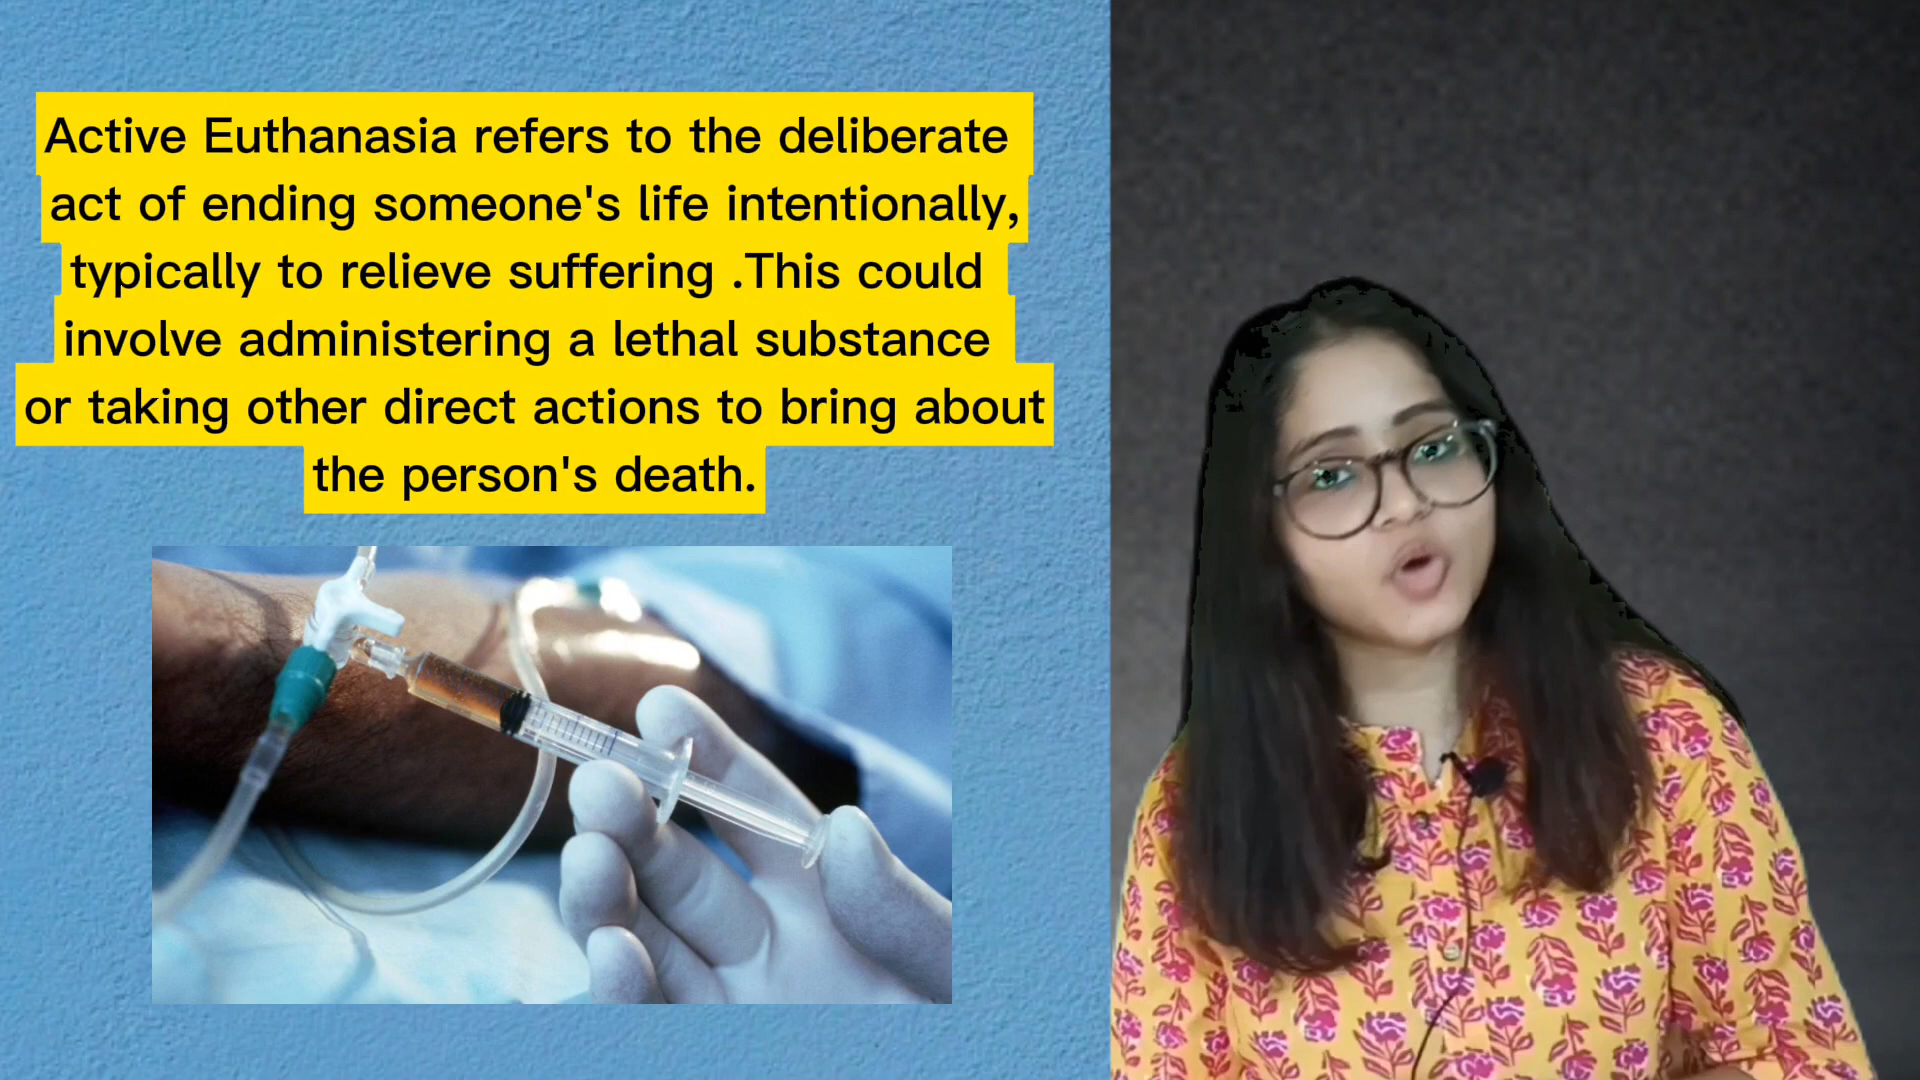 Active Euthanasia refers to the deliberate
act of ending someone's life intentionally,
typically to relieve suffering .This could
involve administering a lethal substance
or taking other direct actions to bring about
the person's death.